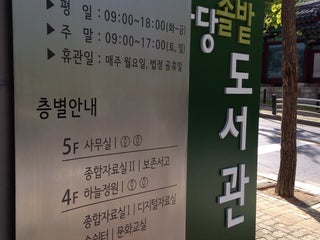 ▶ 평 일 : 09:00~18:00(화~금)
▶ 주 말 : 09:00~17:00(토, 일)
▶ 휴관일 : 매주 월요일, 법정 공휴일
층별안내
5F 사무실 |
종합자료실Ⅱ | 보존서고
4F 하늘정원 |
종합자료실Ⅰ | 디지털자료실
문화교실
솔밭
도서관